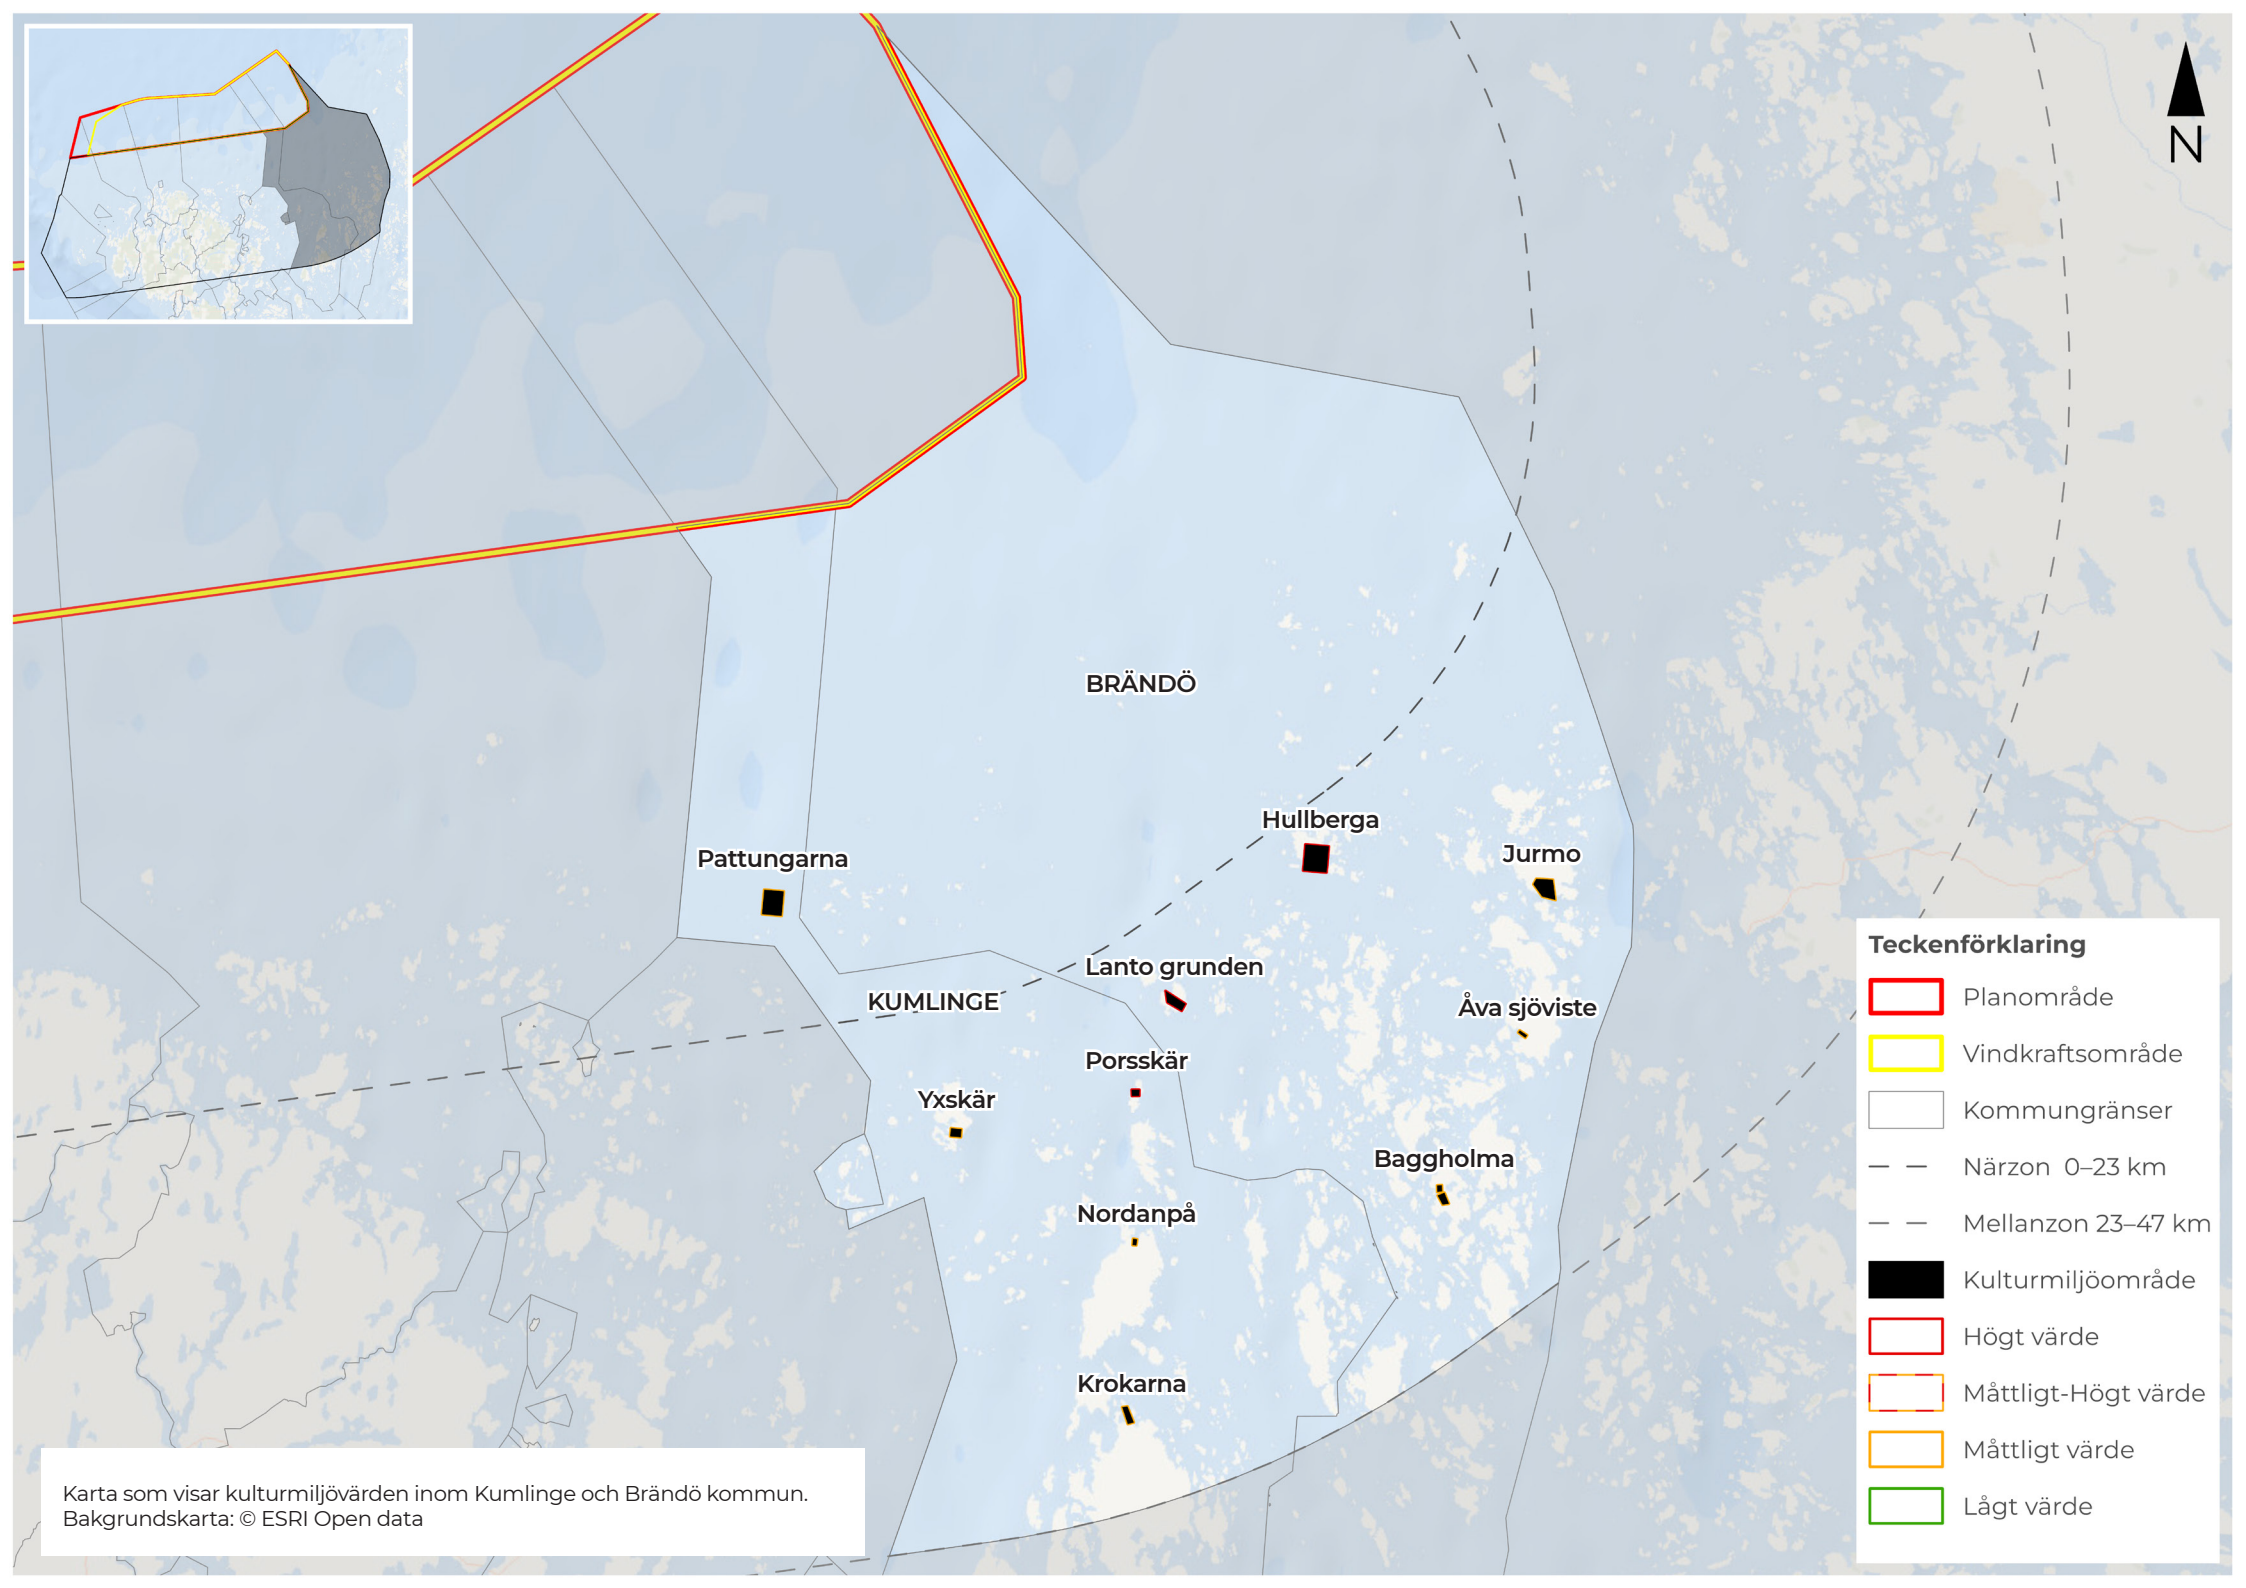 N
BRÄNDÖ
Hullberga
Jurmo
Pattungarna
Lanto grunden
KUMLINGE
Åva sjöviste
Porsskär
Yxskär
Baggholma
Nordanpå
Krokarna
Teckenförklaring
Planområde
Vindkraftsområde
Kommungränser
Närzon 0–23 km
Mellanzon 23–47 km
Kulturmiljöområde
Högt värde
Måttligt-Högt värde
Måttligt värde
Lågt värde
Karta som visar kulturmiljövärden inom Kumlinge och Brändö kommun.
Bakgrundskarta: © ESRI Open data